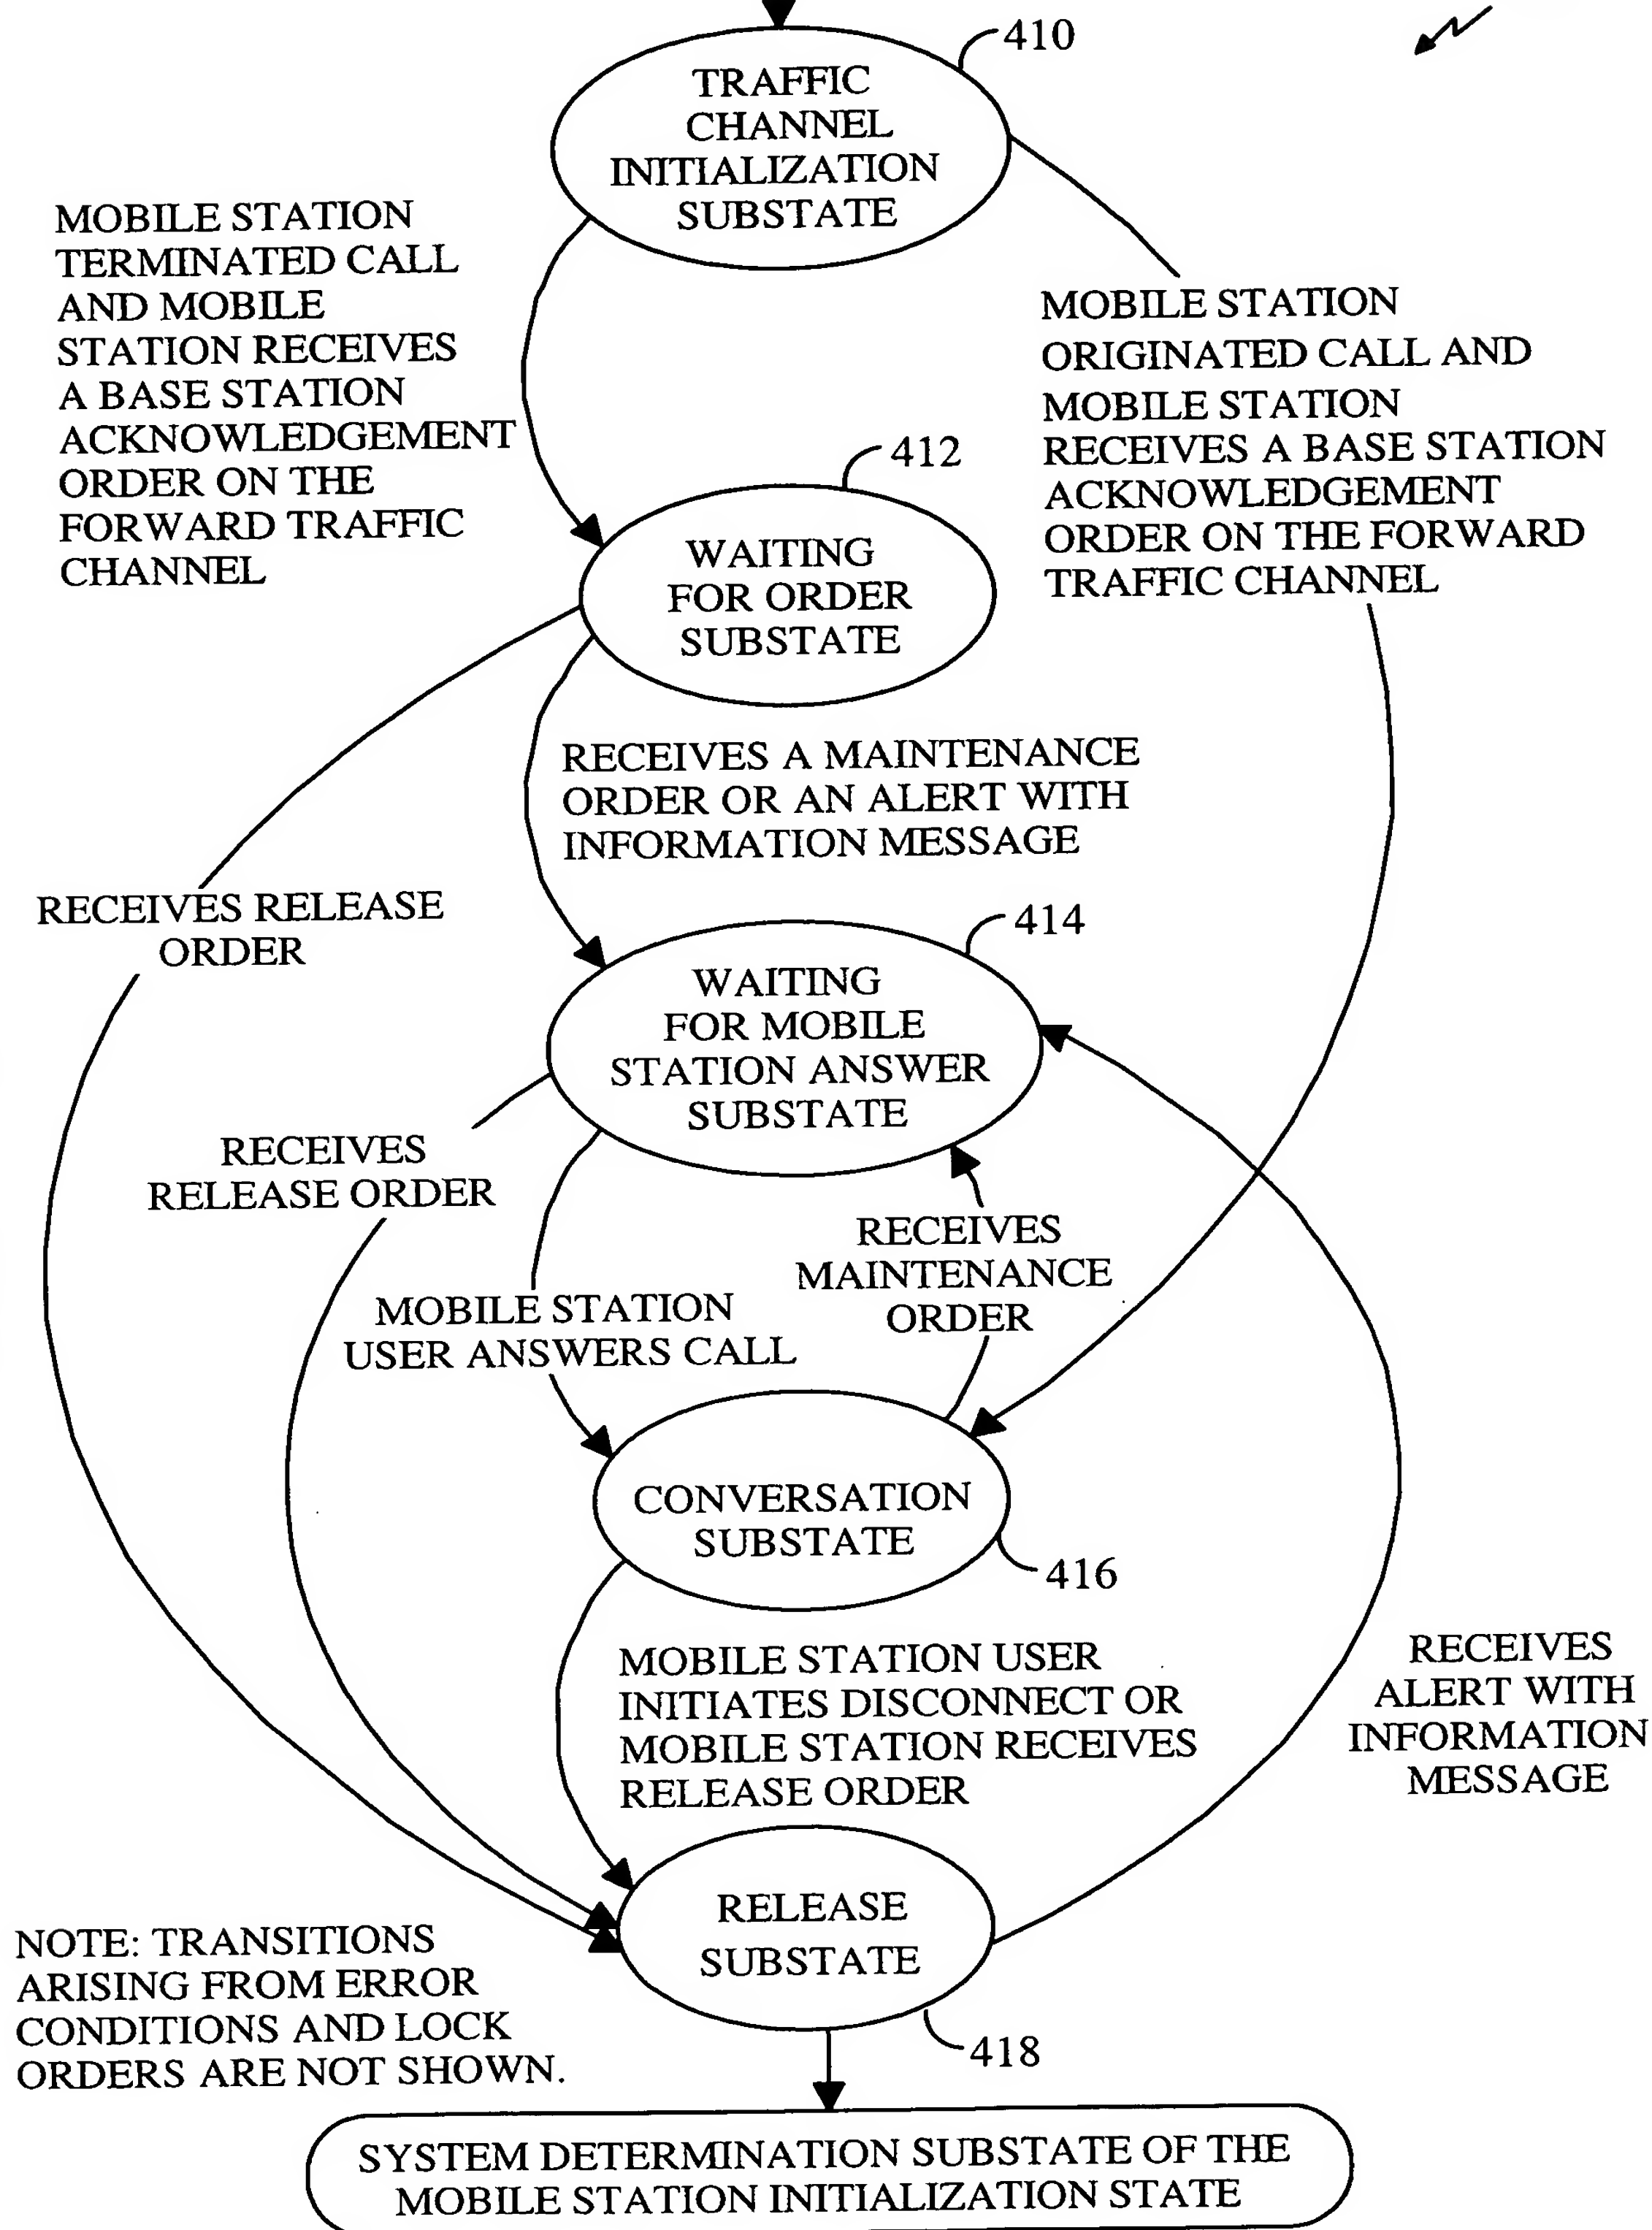 410
TRAFFIC
CHANNEL
INITIALIZATION
SUBSTATE
MOBILE STATION
TERMINATED CALL
AND MOBILE
STATION RECEIVES
A BASE STATION
ACKNOWLEDGEMENT
ORDER ON THE
FORWARD TRAFFIC
CHANNEL
MOBILE STATION
ORIGINATED CALL AND
MOBILE STATION
RECEIVES A BASE STATION
ACKNOWLEDGEMENT
ORDER ON THE FORWARD
TRAFFIC CHANNEL
412
WAITING
FOR ORDER
SUBSTATE
RECEIVES A MAINTENANCE
ORDER OR AN ALERT WITH
INFORMATION MESSAGE
RECEIVES RELEASE
ORDER
414
WAITING
FOR MOBILE
STATION ANSWER
SUBSTATE
RECEIVES
RELEASE ORDER
RECEIVES
MAINTENANCE
ORDER
MOBILE STATION
USER ANSWERS CALL
CONVERSATION
SUBSTATE
416
MOBILE STATION USER
INITIATES DISCONNECT OR
MOBILE STATION RECEIVES
RELEASE ORDER
RECEIVES
ALERT WITH
INFORMATION
MESSAGE
RELEASE
SUBSTATE
418
NOTE: TRANSITIONS
ARISING FROM ERROR
CONDITIONS AND LOCK
ORDERS ARE NOT SHOWN.
SYSTEM DETERMINATION SUBSTATE OF THE
MOBILE STATION INITIALIZATION STATE